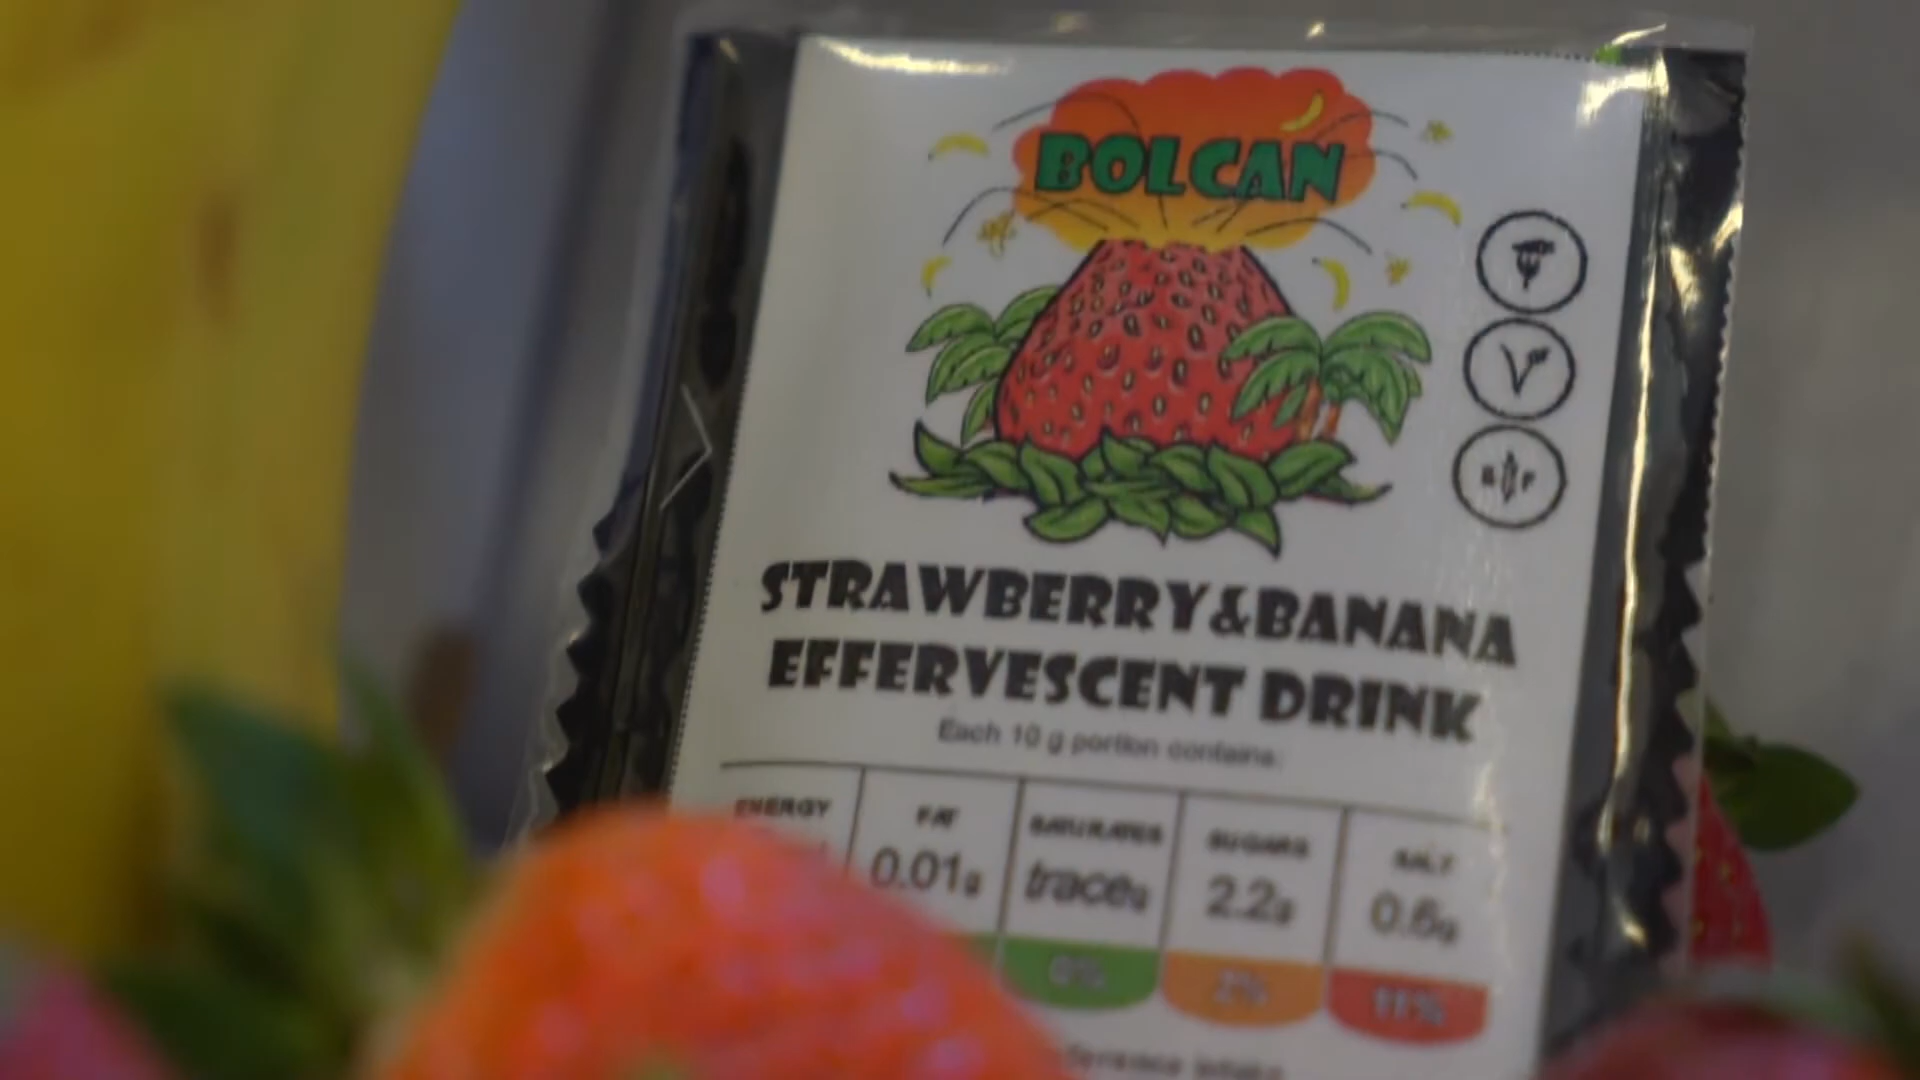 BOLCAN
STRAWBERRY&BANANA
EFFERVESCENT DRINK
Each 10 g portion contains:
ENERGY FAT SATURATES SUGARS SALT
0.01g traceg 2.2g 0.6g
0% 2% 11%